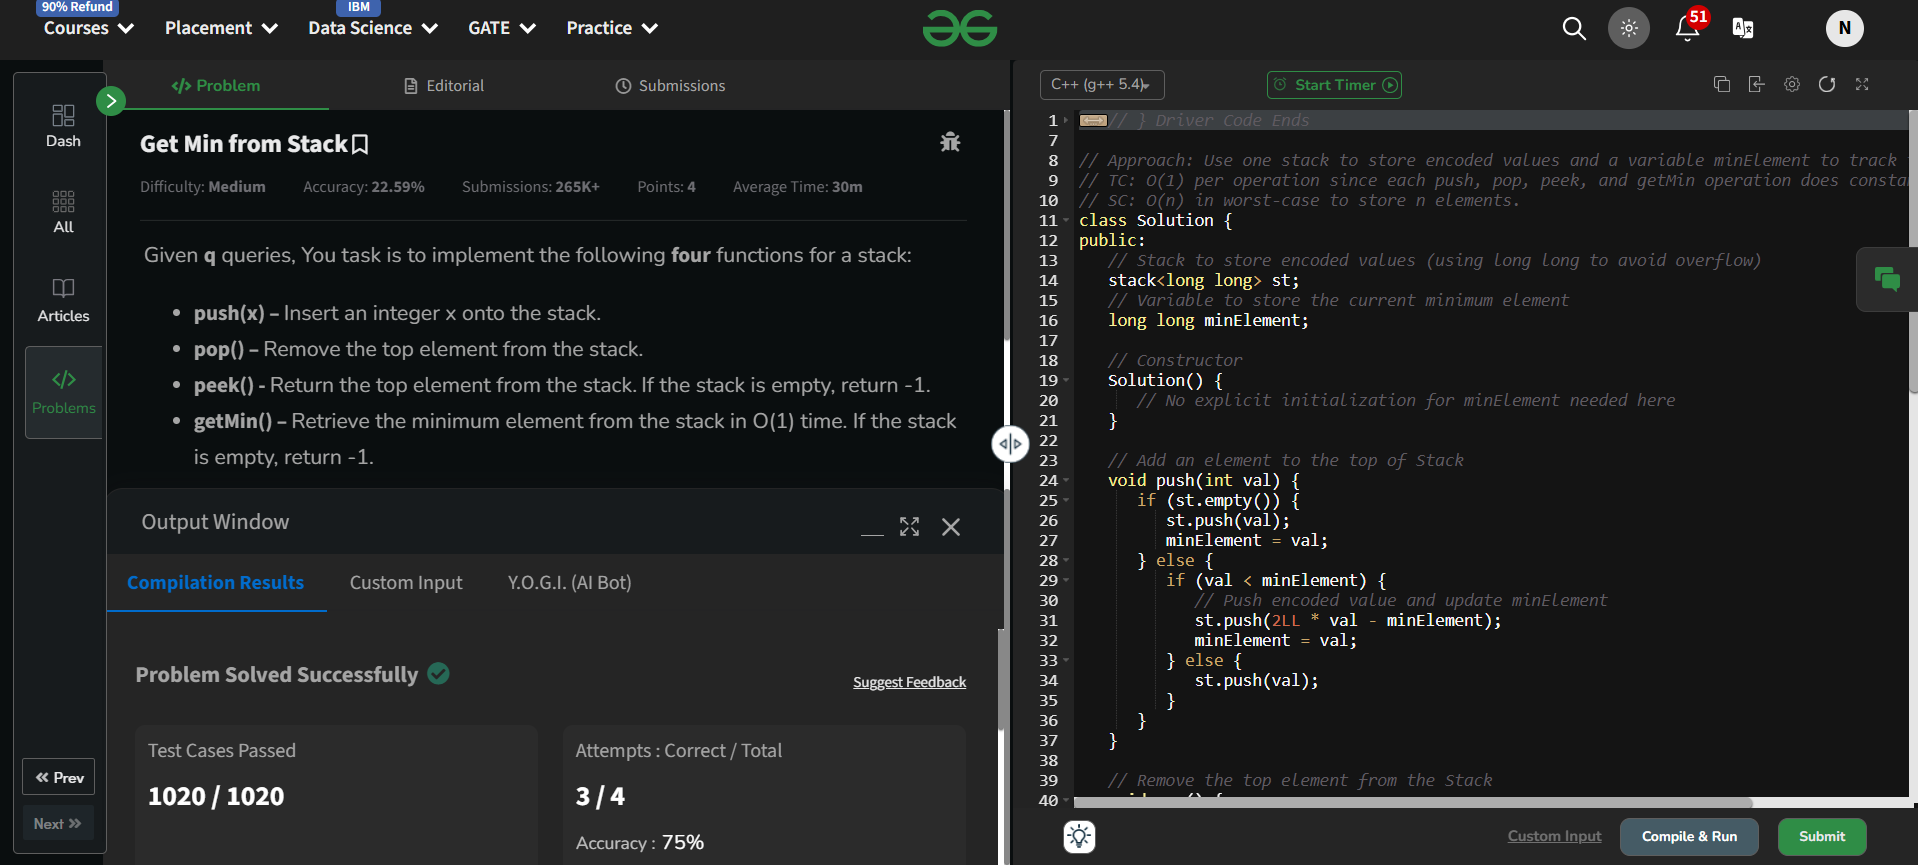 90% Refund
IBM
Courses
Placement
Data Science
GATE
Practice
51
N
Dash
All
Articles
Problems
Prev
Next
Problem
Editorial
Submissions
Get Min from Stack
Difficulty: Medium
Accuracy: 22.59%
Submissions: 265K+
Points: 4
Average Time: 30m
Given q queries, You task is to implement the following four functions for a stack:
• push(x) – Insert an integer x onto the stack.
• pop() – Remove the top element from the stack.
• peek() - Return the top element from the stack. If the stack is empty, return -1.
• getMin() – Retrieve the minimum element from the stack in O(1) time. If the stack
is empty, return -1.
Output Window
Compilation Results
Custom Input
Y.O.G.I. (AI Bot)
Problem Solved Successfully
Suggest Feedback
Test Cases Passed
1020 / 1020
Attempts : Correct / Total
3 / 4
Accuracy : 75%
C++ (g++ 5.4)
Start Timer
1 // } Driver Code Ends
7
8 // Approach: Use one stack to store encoded values and a variable minElement to track
9 // TC: O(1) per operation since each push, pop, peek, and getMin operation does consta
10 // SC: O(n) in worst-case to store n elements.
11 class Solution {
12 public:
13 // Stack to store encoded values (using long long to avoid overflow)
14 stack<long long> st;
15 // Variable to store the current minimum element
16 long long minElement;
17
18 // Constructor
19 Solution() {
20 // No explicit initialization for minElement needed here
21 }
22
23 // Add an element to the top of Stack
24 void push(int val) {
25 if (st.empty()) {
26 st.push(val);
27 minElement = val;
28 } else {
29 if (val < minElement) {
30 // Push encoded value and update minElement
31 st.push(2LL * val - minElement);
32 minElement = val;
33 } else {
34 st.push(val);
35 }
36 }
37 }
38
39 // Remove the top element from the Stack
40
Custom Input
Compile & Run
Submit